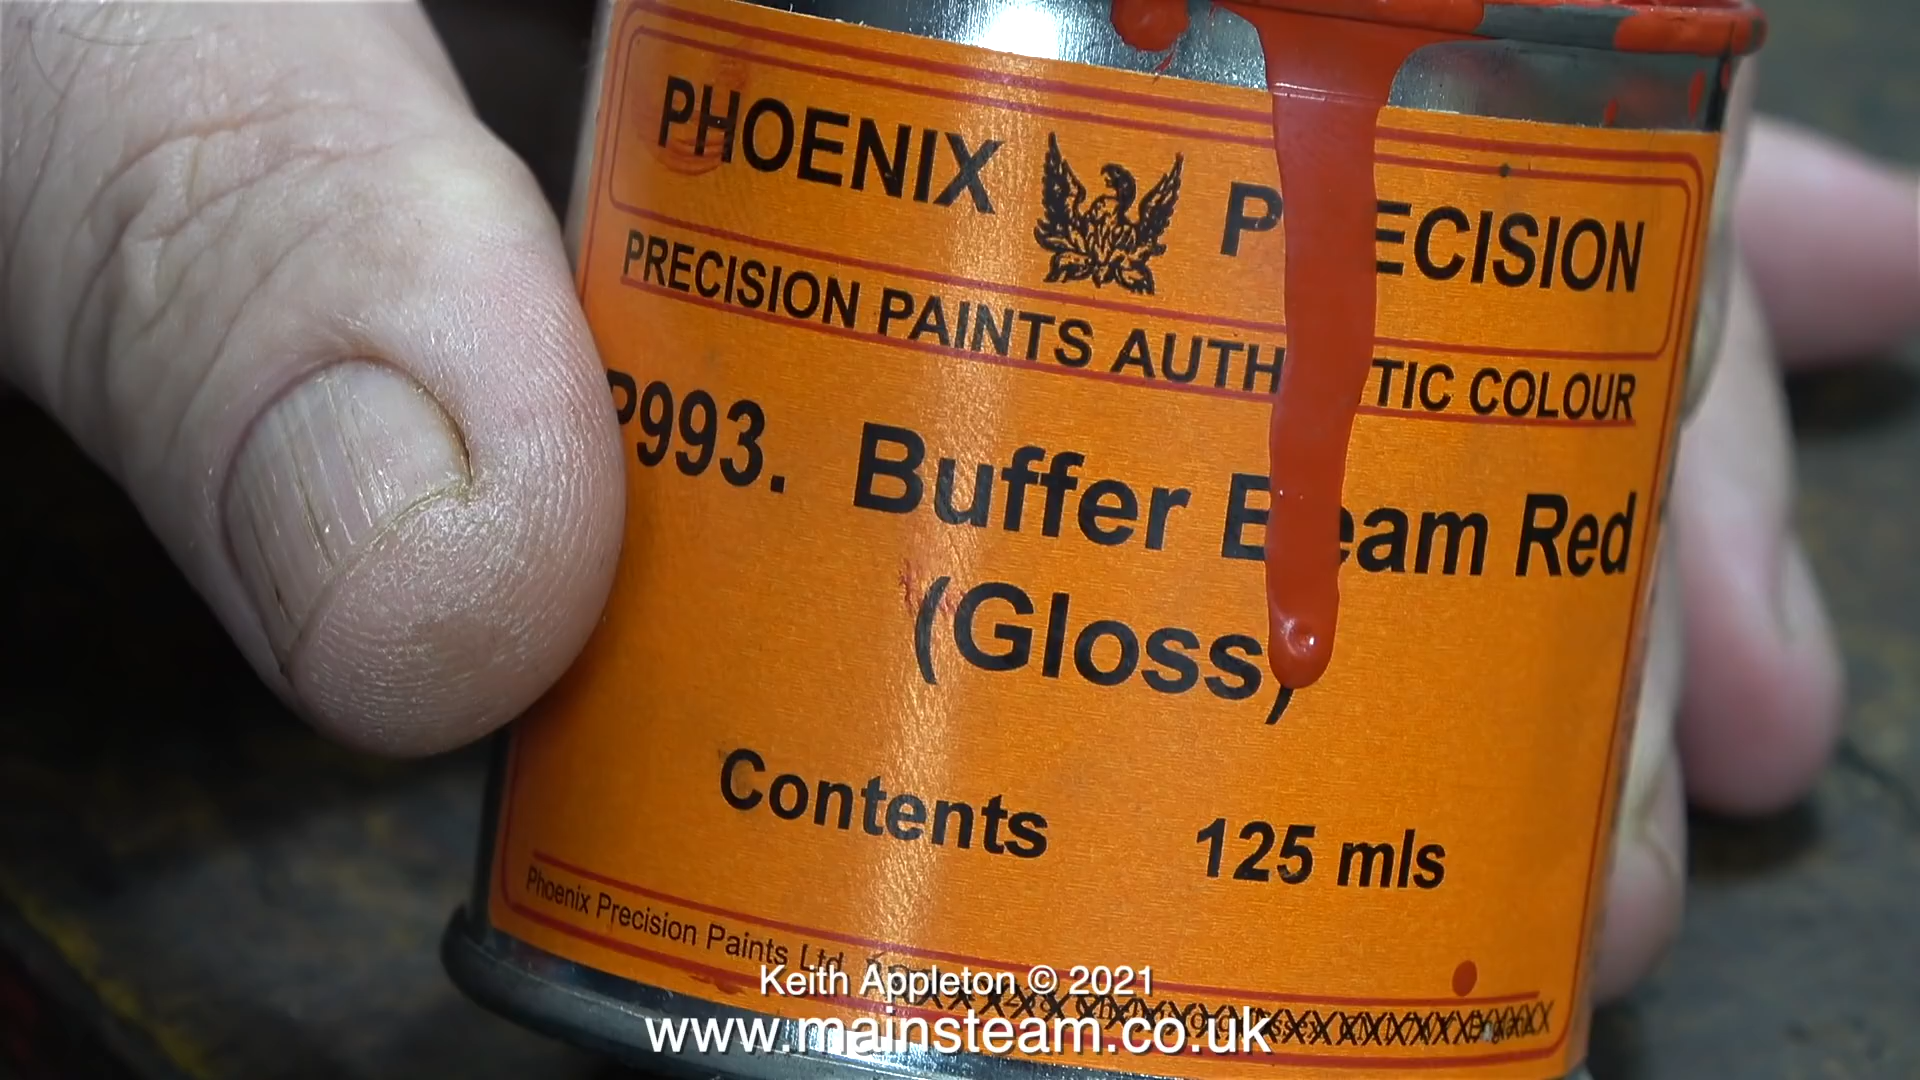 PHOENIX P ECISION
PRECISION PAINTS AUTH TIC COLOUR
P993. Buffer B eam Red
(Gloss)
Contents 125 mls
Phoenix Precision Paints Ltd.
Keith Appleton © 2021
www.mainsteam.co.uk